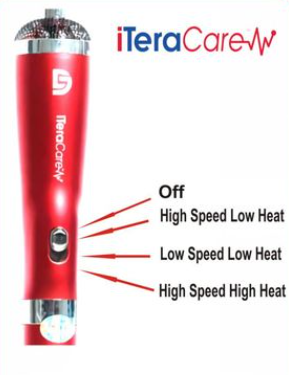 iTeraCare
iTeraCare
Off
High Speed Low Heat
Low Speed Low Heat
High Speed High Heat